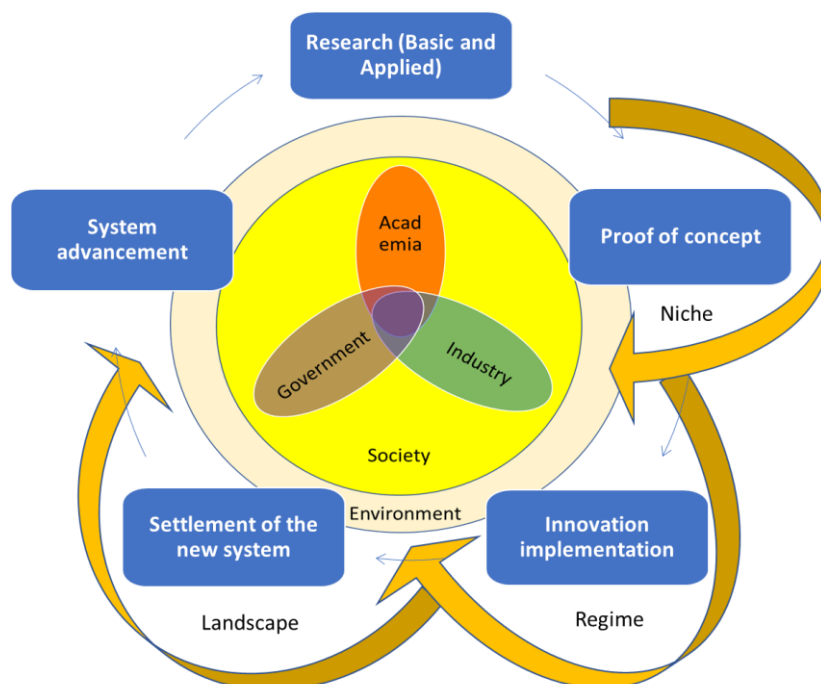 Research (Basic and
Applied)
System
advancement
Acad
emia
Proof of concept
Niche
Government
Industry
Society
Environment
Settlement of the
new system
Innovation
implementation
Landscape
Regime